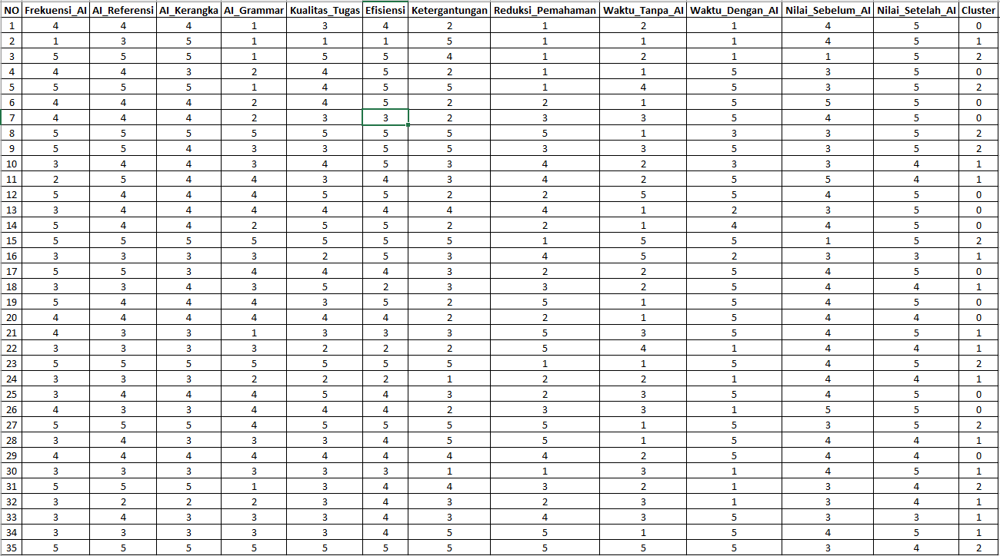 NO Frekuensi_AI AI_Referensi AI_Kerangka AI_Grammar Kualitas_Tugas Efisiensi Ketergantungan Reduksi_Pemahaman Waktu_Tanpa_AI Waktu_Dengan_AI Nilai_Sebelum_AI Nilai_Setelah_AI Cluster
1 4 4 4 1 3 4 2 1 2 1 4 5 0
2 1 3 5 1 1 1 5 1 1 1 4 5 1
3 5 5 5 1 5 5 4 1 2 1 1 5 2
4 4 4 3 2 4 5 2 1 1 5 3 5 0
5 5 5 5 1 4 5 5 1 4 5 3 5 2
6 4 4 4 2 4 5 2 2 1 5 5 5 0
7 4 4 4 2 3 3 2 3 3 5 4 5 0
8 5 5 5 5 5 5 5 5 1 3 3 5 2
9 5 5 4 3 3 5 5 3 3 5 3 5 2
10 3 4 4 3 4 5 3 4 2 3 3 4 1
11 2 5 4 4 3 4 3 4 2 5 5 4 1
12 5 4 4 4 5 5 2 2 5 5 4 5 0
13 3 4 4 4 4 4 4 4 1 2 3 5 0
14 5 4 4 2 5 5 2 2 1 4 4 5 0
15 5 5 5 5 5 5 5 1 5 5 1 5 2
16 3 3 3 3 2 5 3 4 5 2 3 3 1
17 5 5 3 4 4 4 3 2 2 5 4 5 0
18 3 3 4 3 5 2 3 3 2 5 4 4 1
19 5 4 4 4 3 5 2 5 1 5 4 5 0
20 4 4 4 4 4 4 2 2 1 5 4 4 0
21 4 3 3 1 3 3 3 5 3 5 4 5 1
22 3 3 3 3 2 2 2 5 4 1 4 4 1
23 5 5 5 5 5 5 5 1 1 5 4 5 2
24 3 3 3 2 2 2 1 2 2 1 4 4 1
25 3 4 4 4 5 4 3 2 3 5 4 5 0
26 4 3 3 4 4 4 2 3 3 1 5 5 0
27 5 5 5 4 5 5 5 5 1 5 3 5 2
28 3 4 3 3 3 4 5 5 1 5 4 4 1
29 4 4 4 4 4 4 4 4 2 5 4 4 0
30 3 3 3 3 3 3 1 1 3 1 4 5 1
31 5 5 5 1 3 4 4 3 2 1 3 4 2
32 3 2 2 2 3 4 3 2 3 1 3 4 1
33 3 4 3 3 3 4 3 4 3 5 3 3 1
34 3 3 3 3 3 4 5 5 1 5 4 5 1
35 5 5 5 5 5 5 5 5 5 5 3 4 2